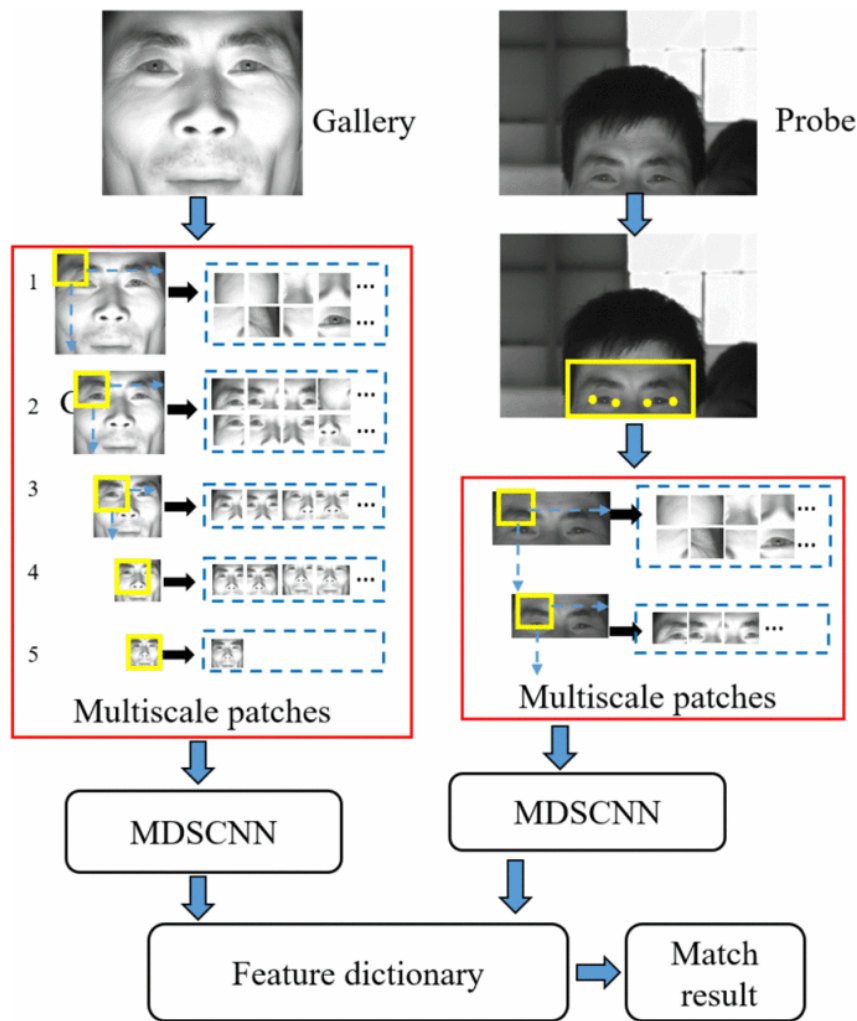 Gallery
Probe
1
2
C
3
4
5
Multiscale patches
Multiscale patches
MDSCNN
MDSCNN
Feature dictionary
Match
result